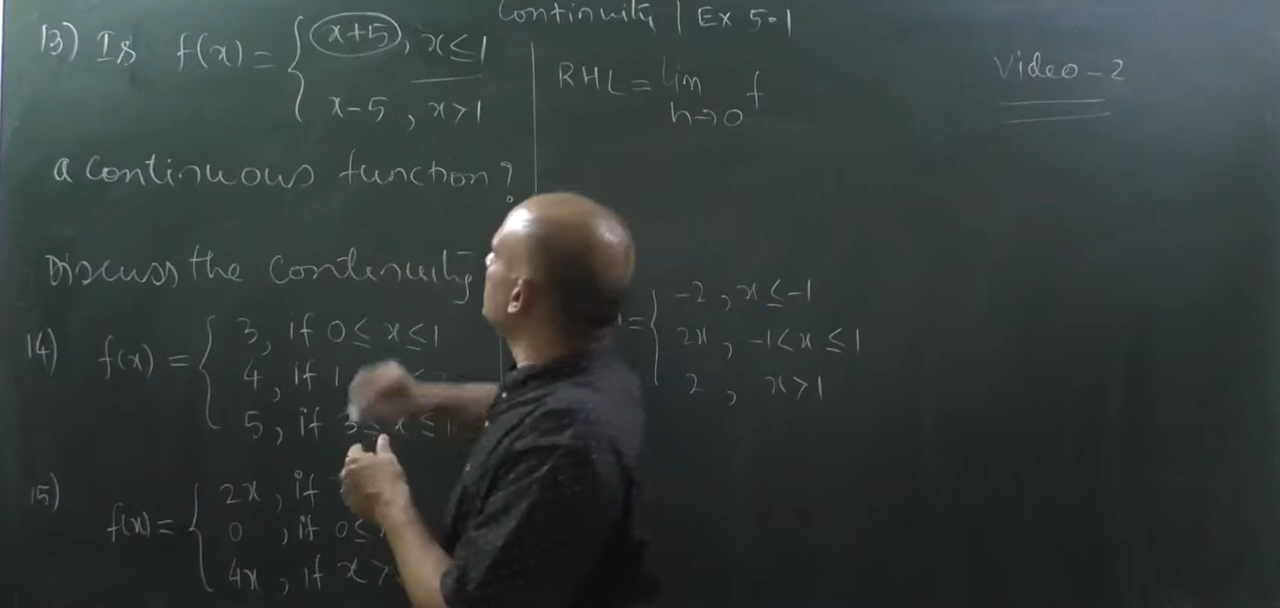 Continuity | Ex 5.1
Video-2
13) Is f(x) = { x+5, x ≤ 1
x-5, x > 1
a continuous function?
RHL = lim f
h→0
Discuss the Continuity
14) f(x) = { 3, if 0 ≤ x ≤ 1
4, if 1
5, if 3 ≤ x ≤ 1
15) f(x) = { 2x, if
0, if 0 ≤
4x, if x >
= { -2, x ≤ -1
2x, -1 < x ≤ 1
2, x > 1